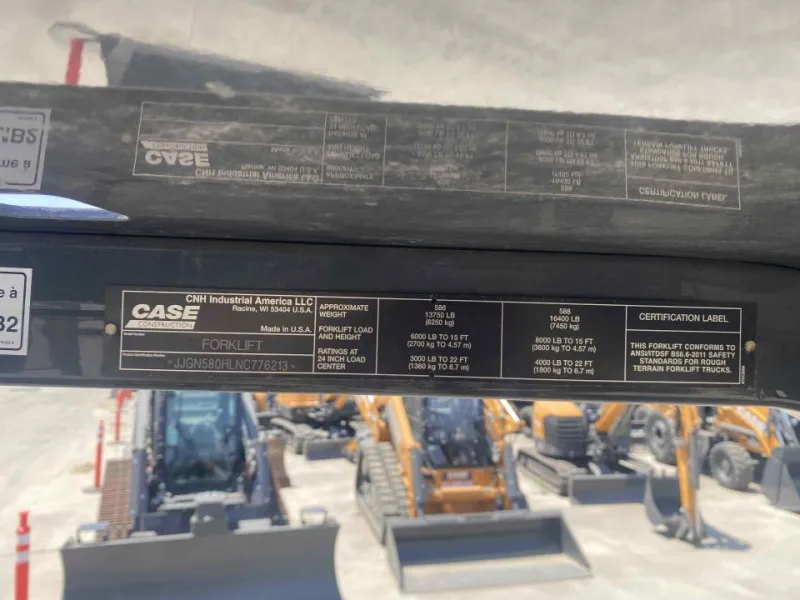 CASE
CONSTRUCTION
CNH Industrial America LLC
Racine, WI 53404 U.S.A.
Made in U.S.A.
FORKLIFT
JJGN580HLNC776213
APPROXIMATE
WEIGHT
FORKLIFT LOAD
AND HEIGHT
RATINGS AT
24 INCH LOAD
CENTER
588
13750 LB
(6250 kg)
6000 LB TO 15 FT
(2700 kg TO 4.57 m)
3000 LB TO 22 FT
(1360 kg TO 6.7 m)
588
16400 LB
(7450 kg)
8000 LB TO 15 FT
(3600 kg TO 4.57 m)
4000 LB TO 22 FT
(1800 kg TO 6.7 m)
CERTIFICATION LABEL
THIS FORKLIFT CONFORMS TO
ANSI/ITDSF B56.6-2011 SAFETY
STANDARDS FOR ROUGH
TERRAIN FORKLIFT TRUCKS.